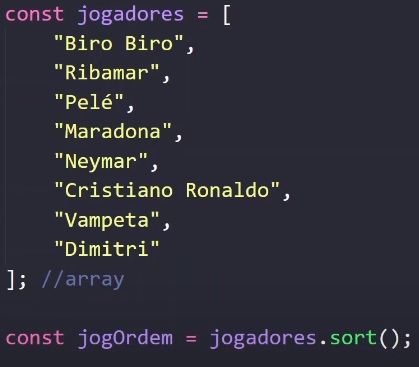 const jogadores = [
    "Biro Biro",
    "Ribamar",
    "Pelé",
    "Maradona",
    "Neymar",
    "Cristiano Ronaldo",
    "Vampeta",
    "Dimitri"
]; //array
const jogOrdem = jogadores.sort();